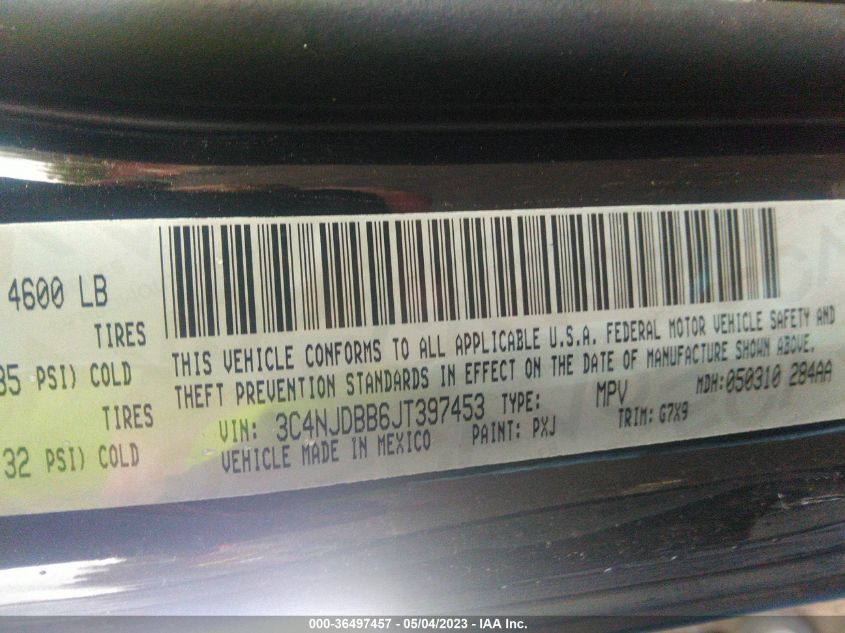 4600 LB
TIRES
35 PSI) COLD
TIRES
32 PSI) COLD
THIS VEHICLE CONFORMS TO ALL APPLICABLE U.S.A. FEDERAL MOTOR VEHICLE SAFETY AND
THEFT PREVENTION STANDARDS IN EFFECT ON THE DATE OF MANUFACTURE SHOWN ABOVE.
VIN: 3C4NJDBB6JT397453 TYPE: MPV MDH:050310 284AA
VEHICLE MADE IN MEXICO PAINT: PXJ TRIM: G7X9
000-36497457 - 05/04/2023 - IAA Inc.